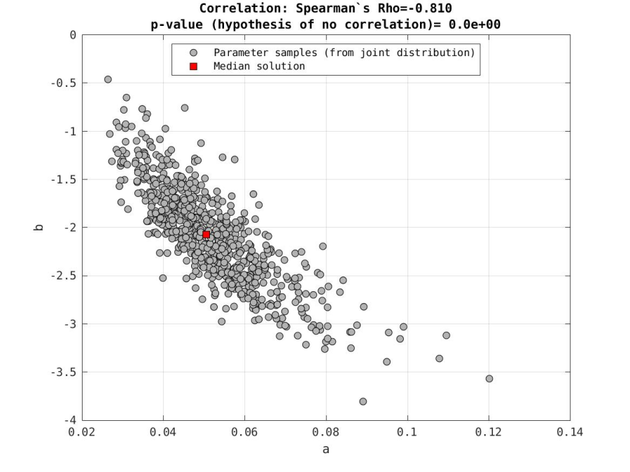 Correlation: Spearman`s Rho=-0.810
p-value (hypothesis of no correlation)= 0.0e+00
Parameter samples (from joint distribution)
Median solution
0
-0.5
-1
-1.5
-2
-2.5
-3
-3.5
-4
b
0.02
0.04
0.06
0.08
0.1
0.12
0.14
a